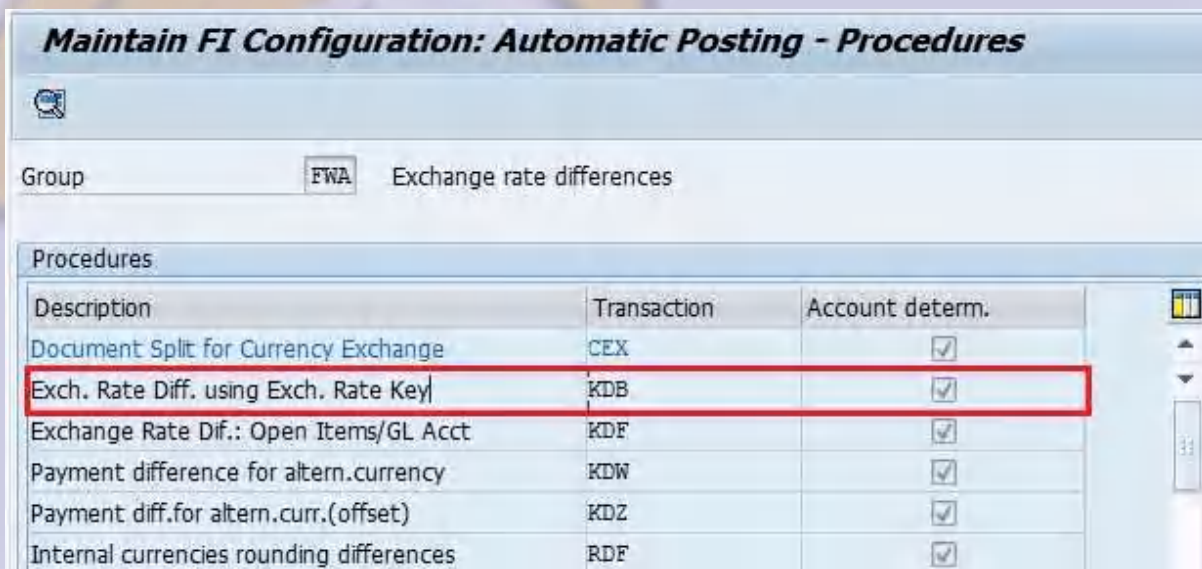 Maintain FI Configuration: Automatic Posting - Procedures
Group FWA Exchange rate differences
Procedures
Description Transaction Account determ.
Document Split for Currency Exchange CEX
Exch. Rate Diff. using Exch. Rate Key KDB
Exchange Rate Dif.: Open Items/GL Acct KDF
Payment difference for altern.currency KDW
Payment diff.for altern.curr.(offset) KDZ
Internal currencies rounding differences RDF